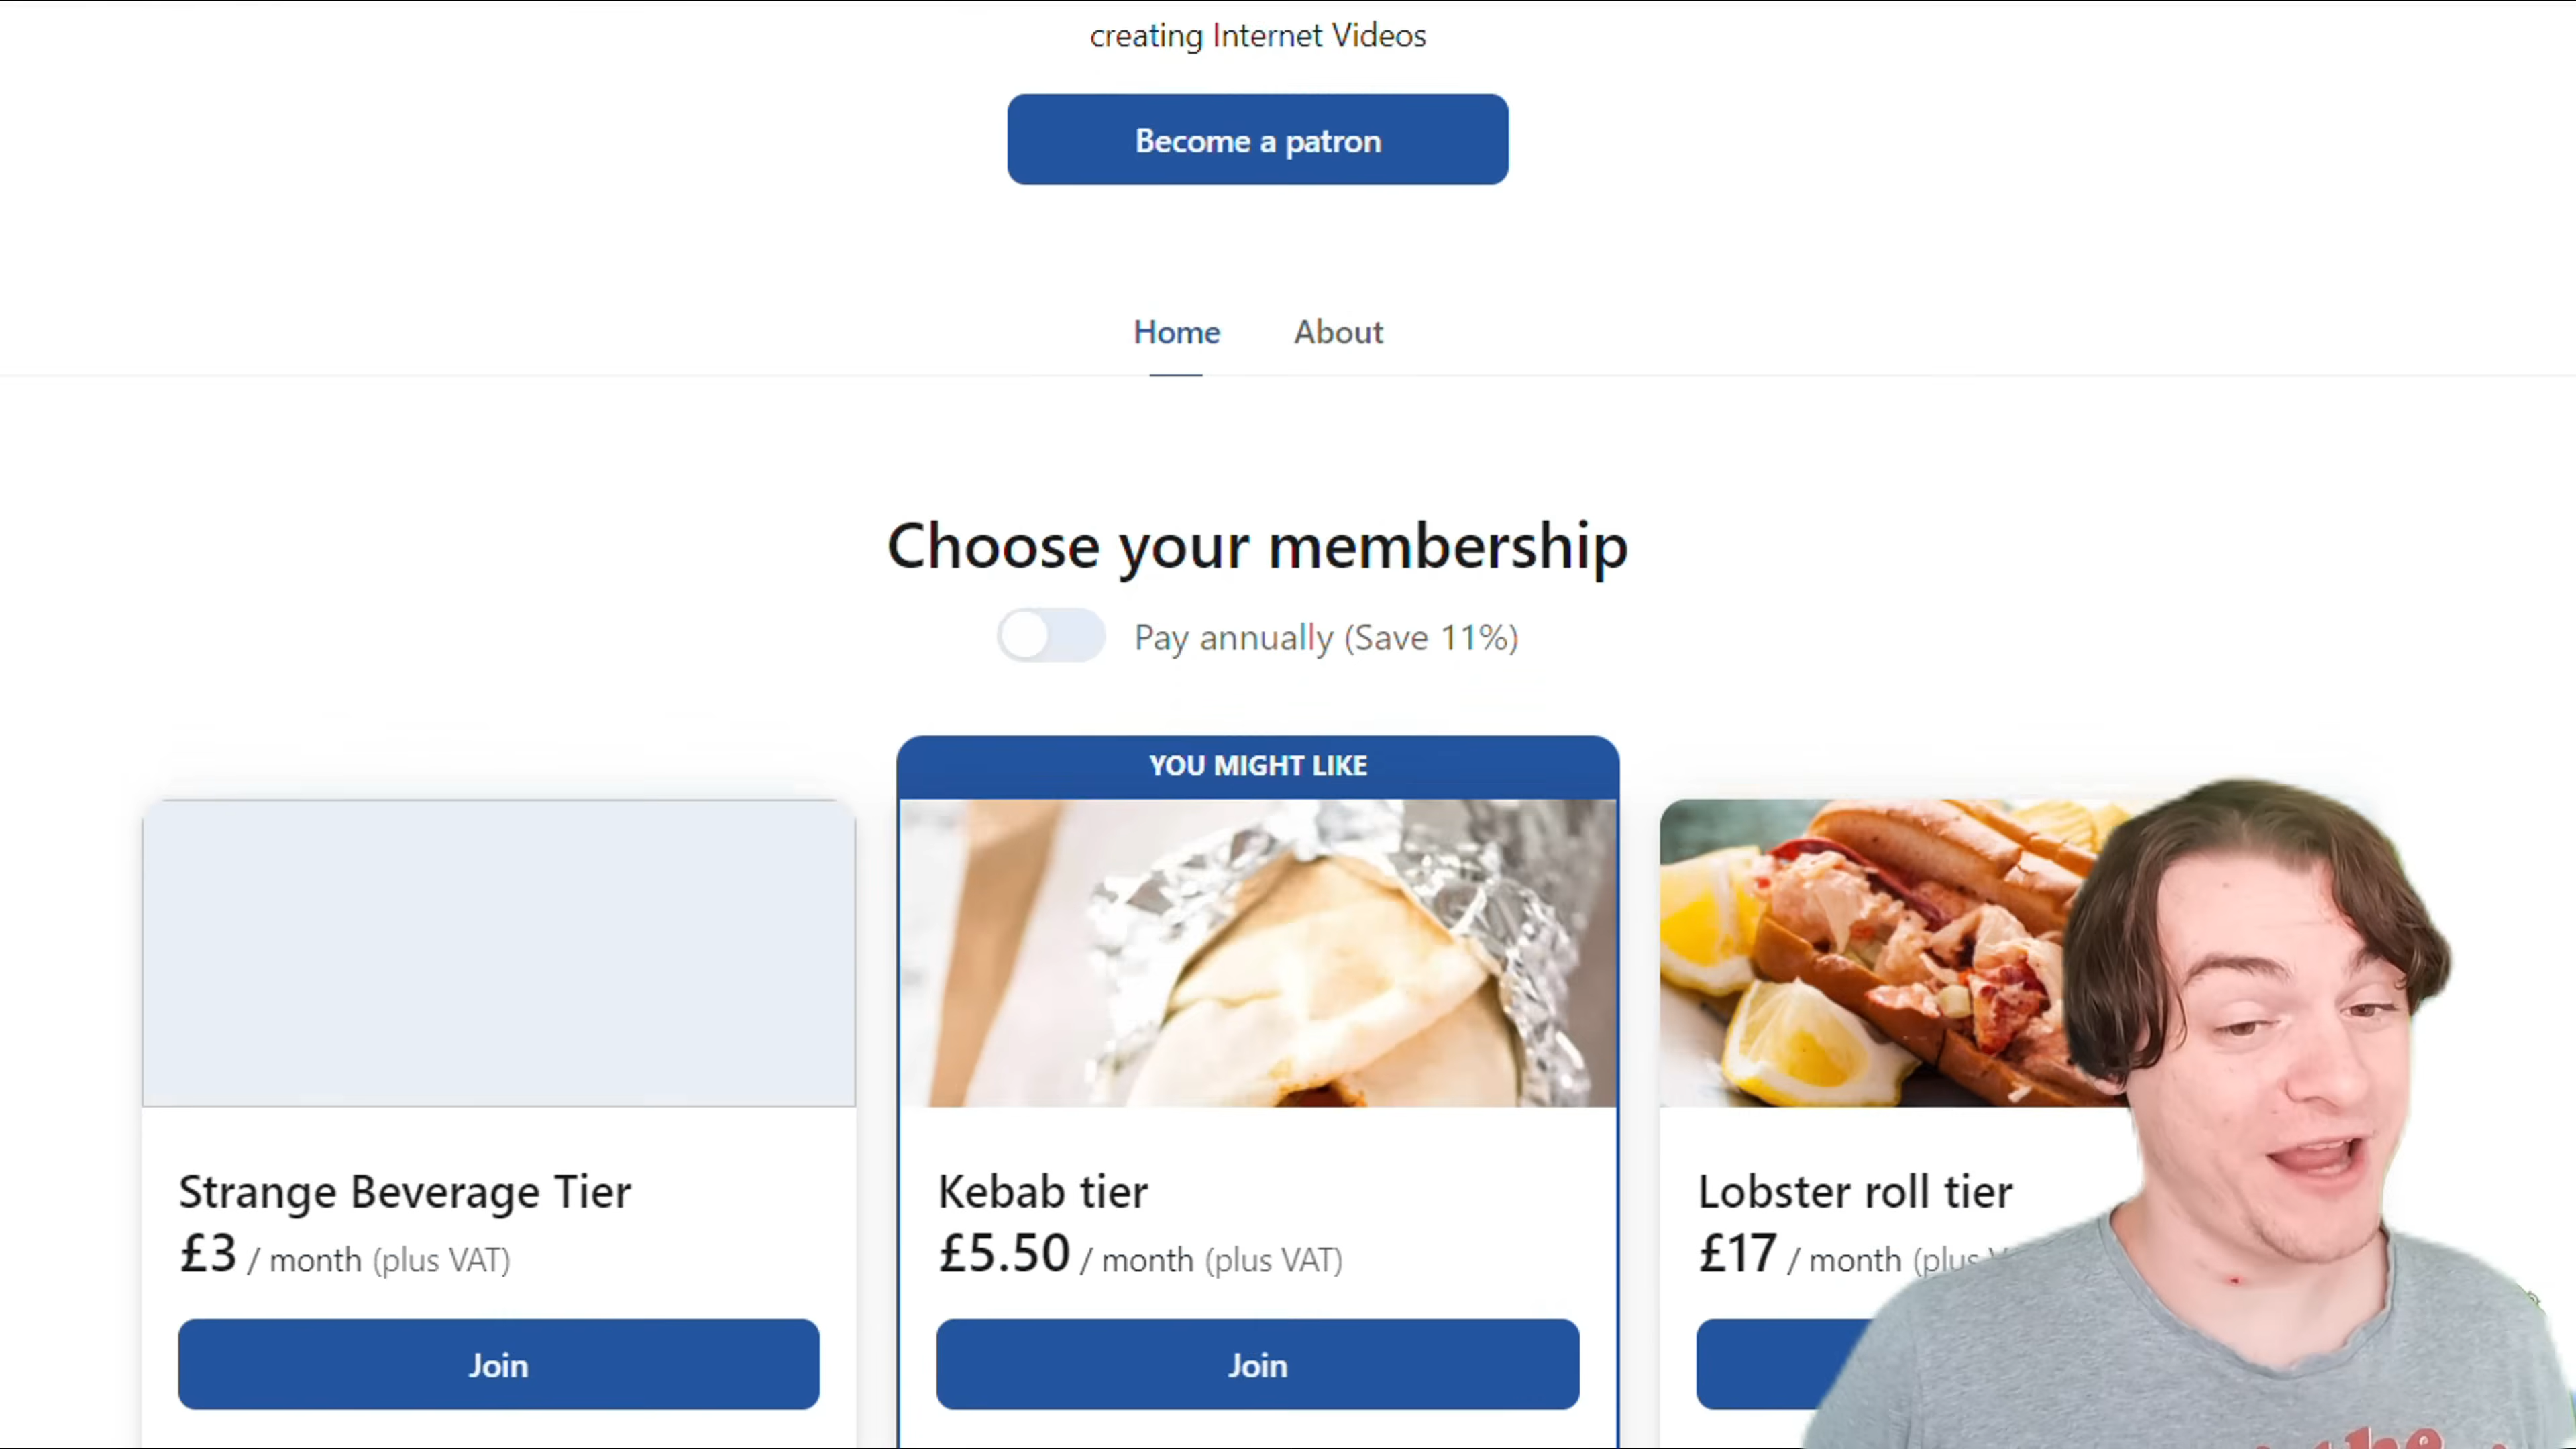 creating Internet Videos
Become a patron
Home About
Choose your membership
Pay annually (Save 11%)
YOU MIGHT LIKE
Strange Beverage Tier
£3 / month (plus VAT)
Join
Kebab tier
£5.50 / month (plus VAT)
Join
Lobster roll tier
£17 / month (plus